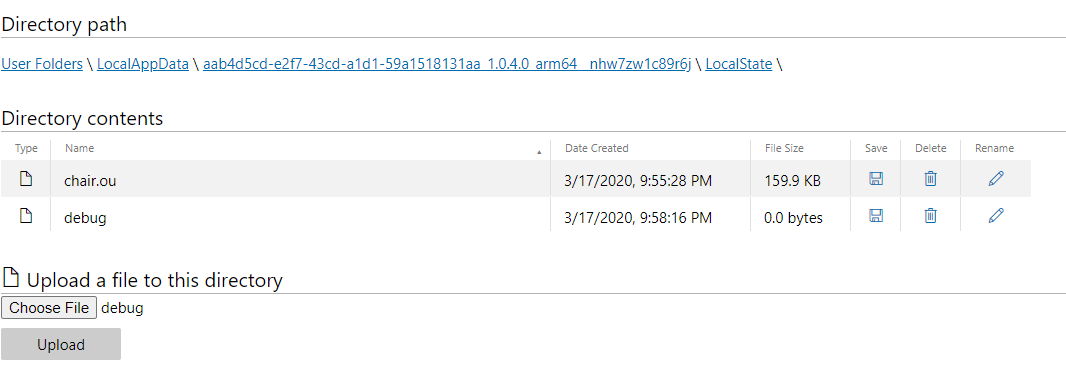 Directory path
User Folders \ LocalAppData \ aab4d5cd-e2f7-43cd-a1d1-59a1518131aa_1.0.4.0_arm64__nhw7zw1c89r6j \ LocalState \
Directory contents
Type Name Date Created File Size Save Delete Rename
chair.ou 3/17/2020, 9:55:28 PM 159.9 KB
debug 3/17/2020, 9:58:16 PM 0.0 bytes
Upload a file to this directory
Choose File debug
Upload